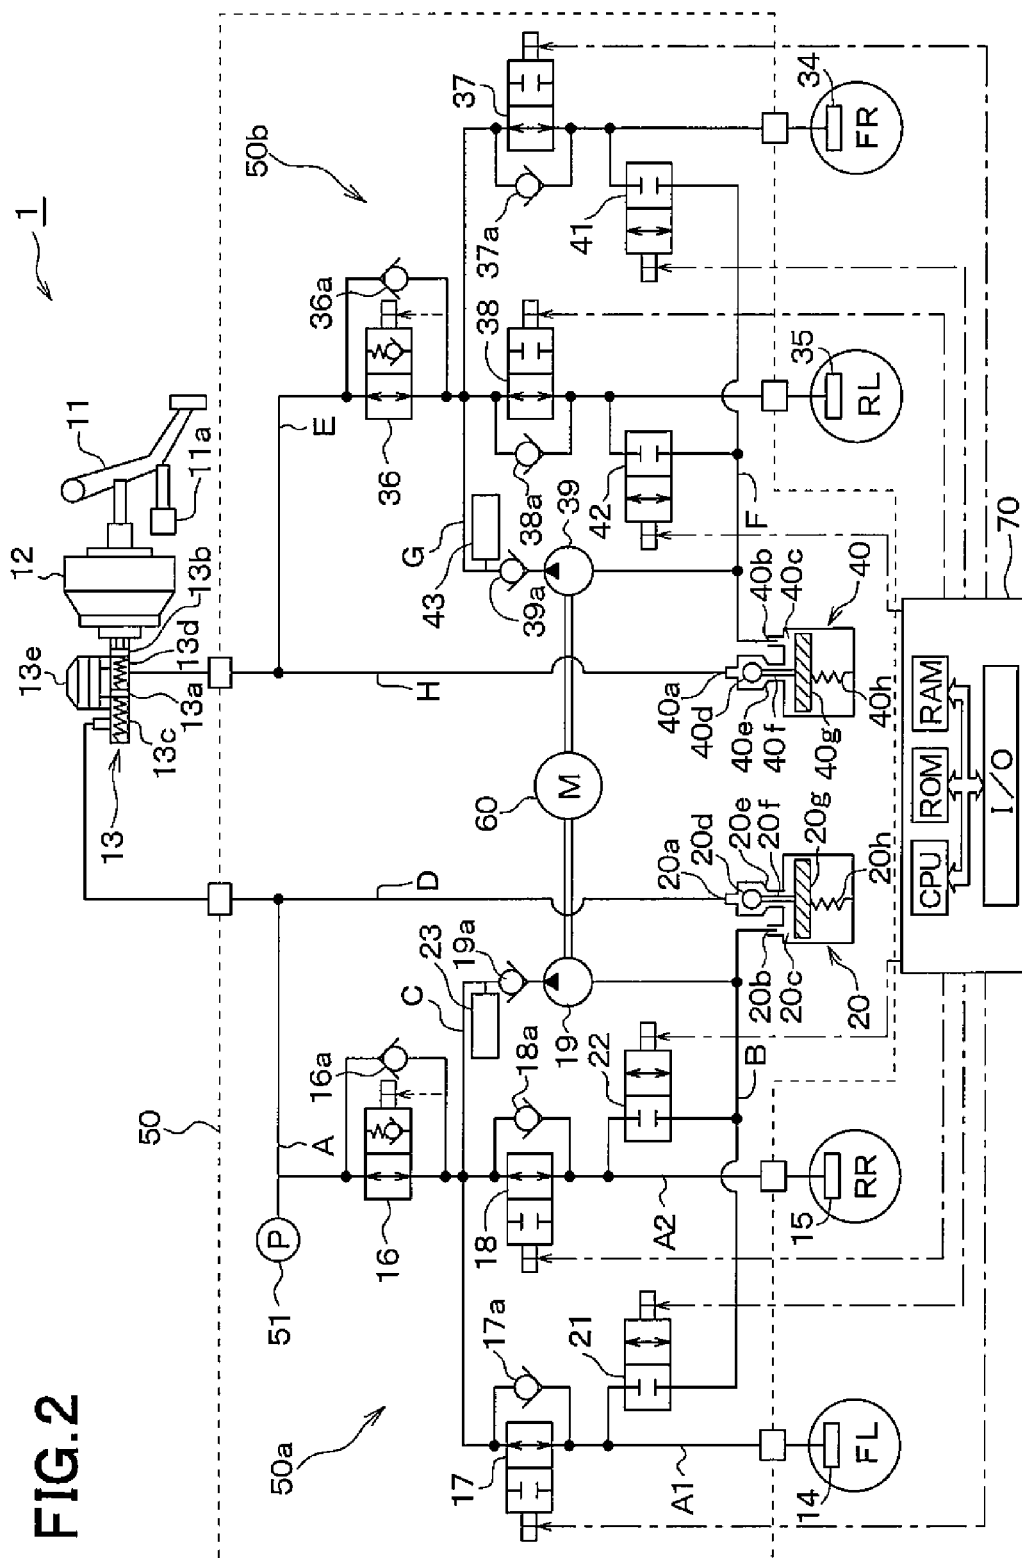 FIG.2
1
11
11a
12
13
13a
13b
13c
13d
13e
50
50a
50b
51
P
A
D
E
H
16
16a
36
36a
C
23
19a
19
G
43
39a
39
60
M
17
17a
18
18a
38
38a
37
37a
21
22
42
41
A1
A2
B
F
20a
20b
20c
20d
20e
20f
20g
20h
20
40a
40b
40c
40d
40e
40f
40g
40h
40
14
FL
15
RR
35
RL
34
FR
70
CPU
ROM
RAM
I/O